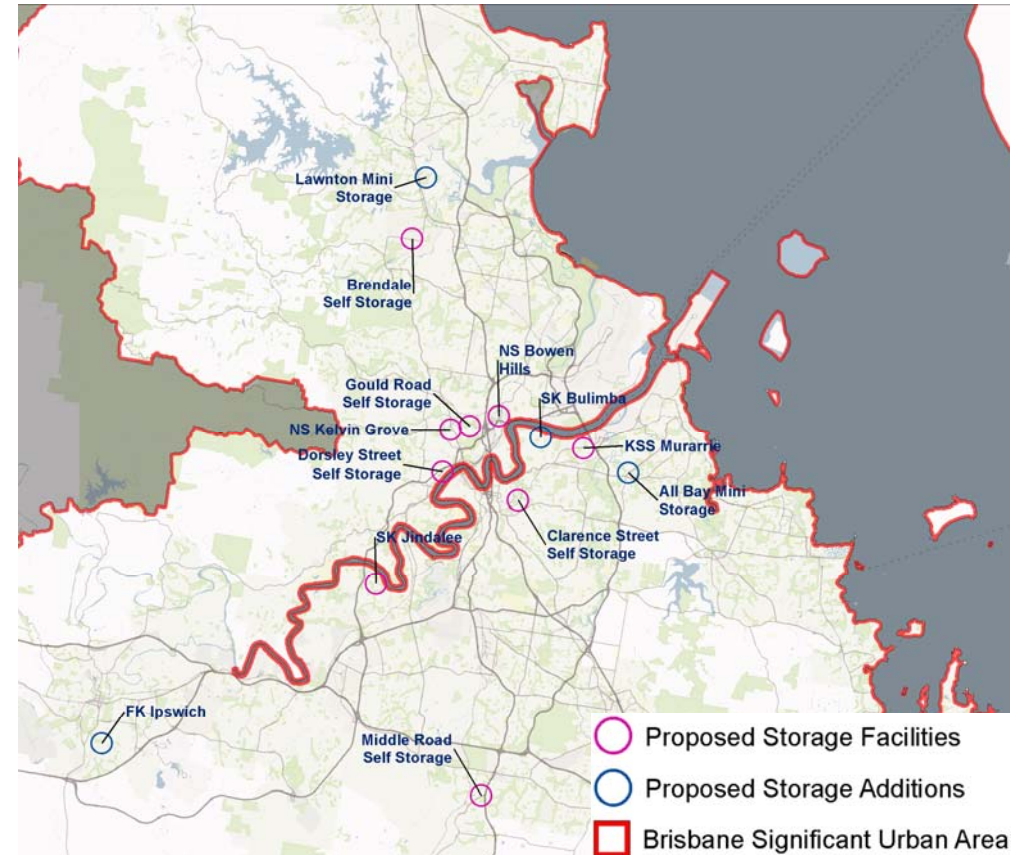 Lawnton Mini
Storage
Brendale
Self Storage
NS Bowen
Hills
Gould Road
Self Storage
SK Bulimba
NS Kelvin Grove
KSS Murarrie
Dorsley Street
Self Storage
All Bay Mini
Storage
SK Jindalee
Clarence Street
Self Storage
FK Ipswich
Middle Road
Self Storage
Proposed Storage Facilities
Proposed Storage Additions
Brisbane Significant Urban Area